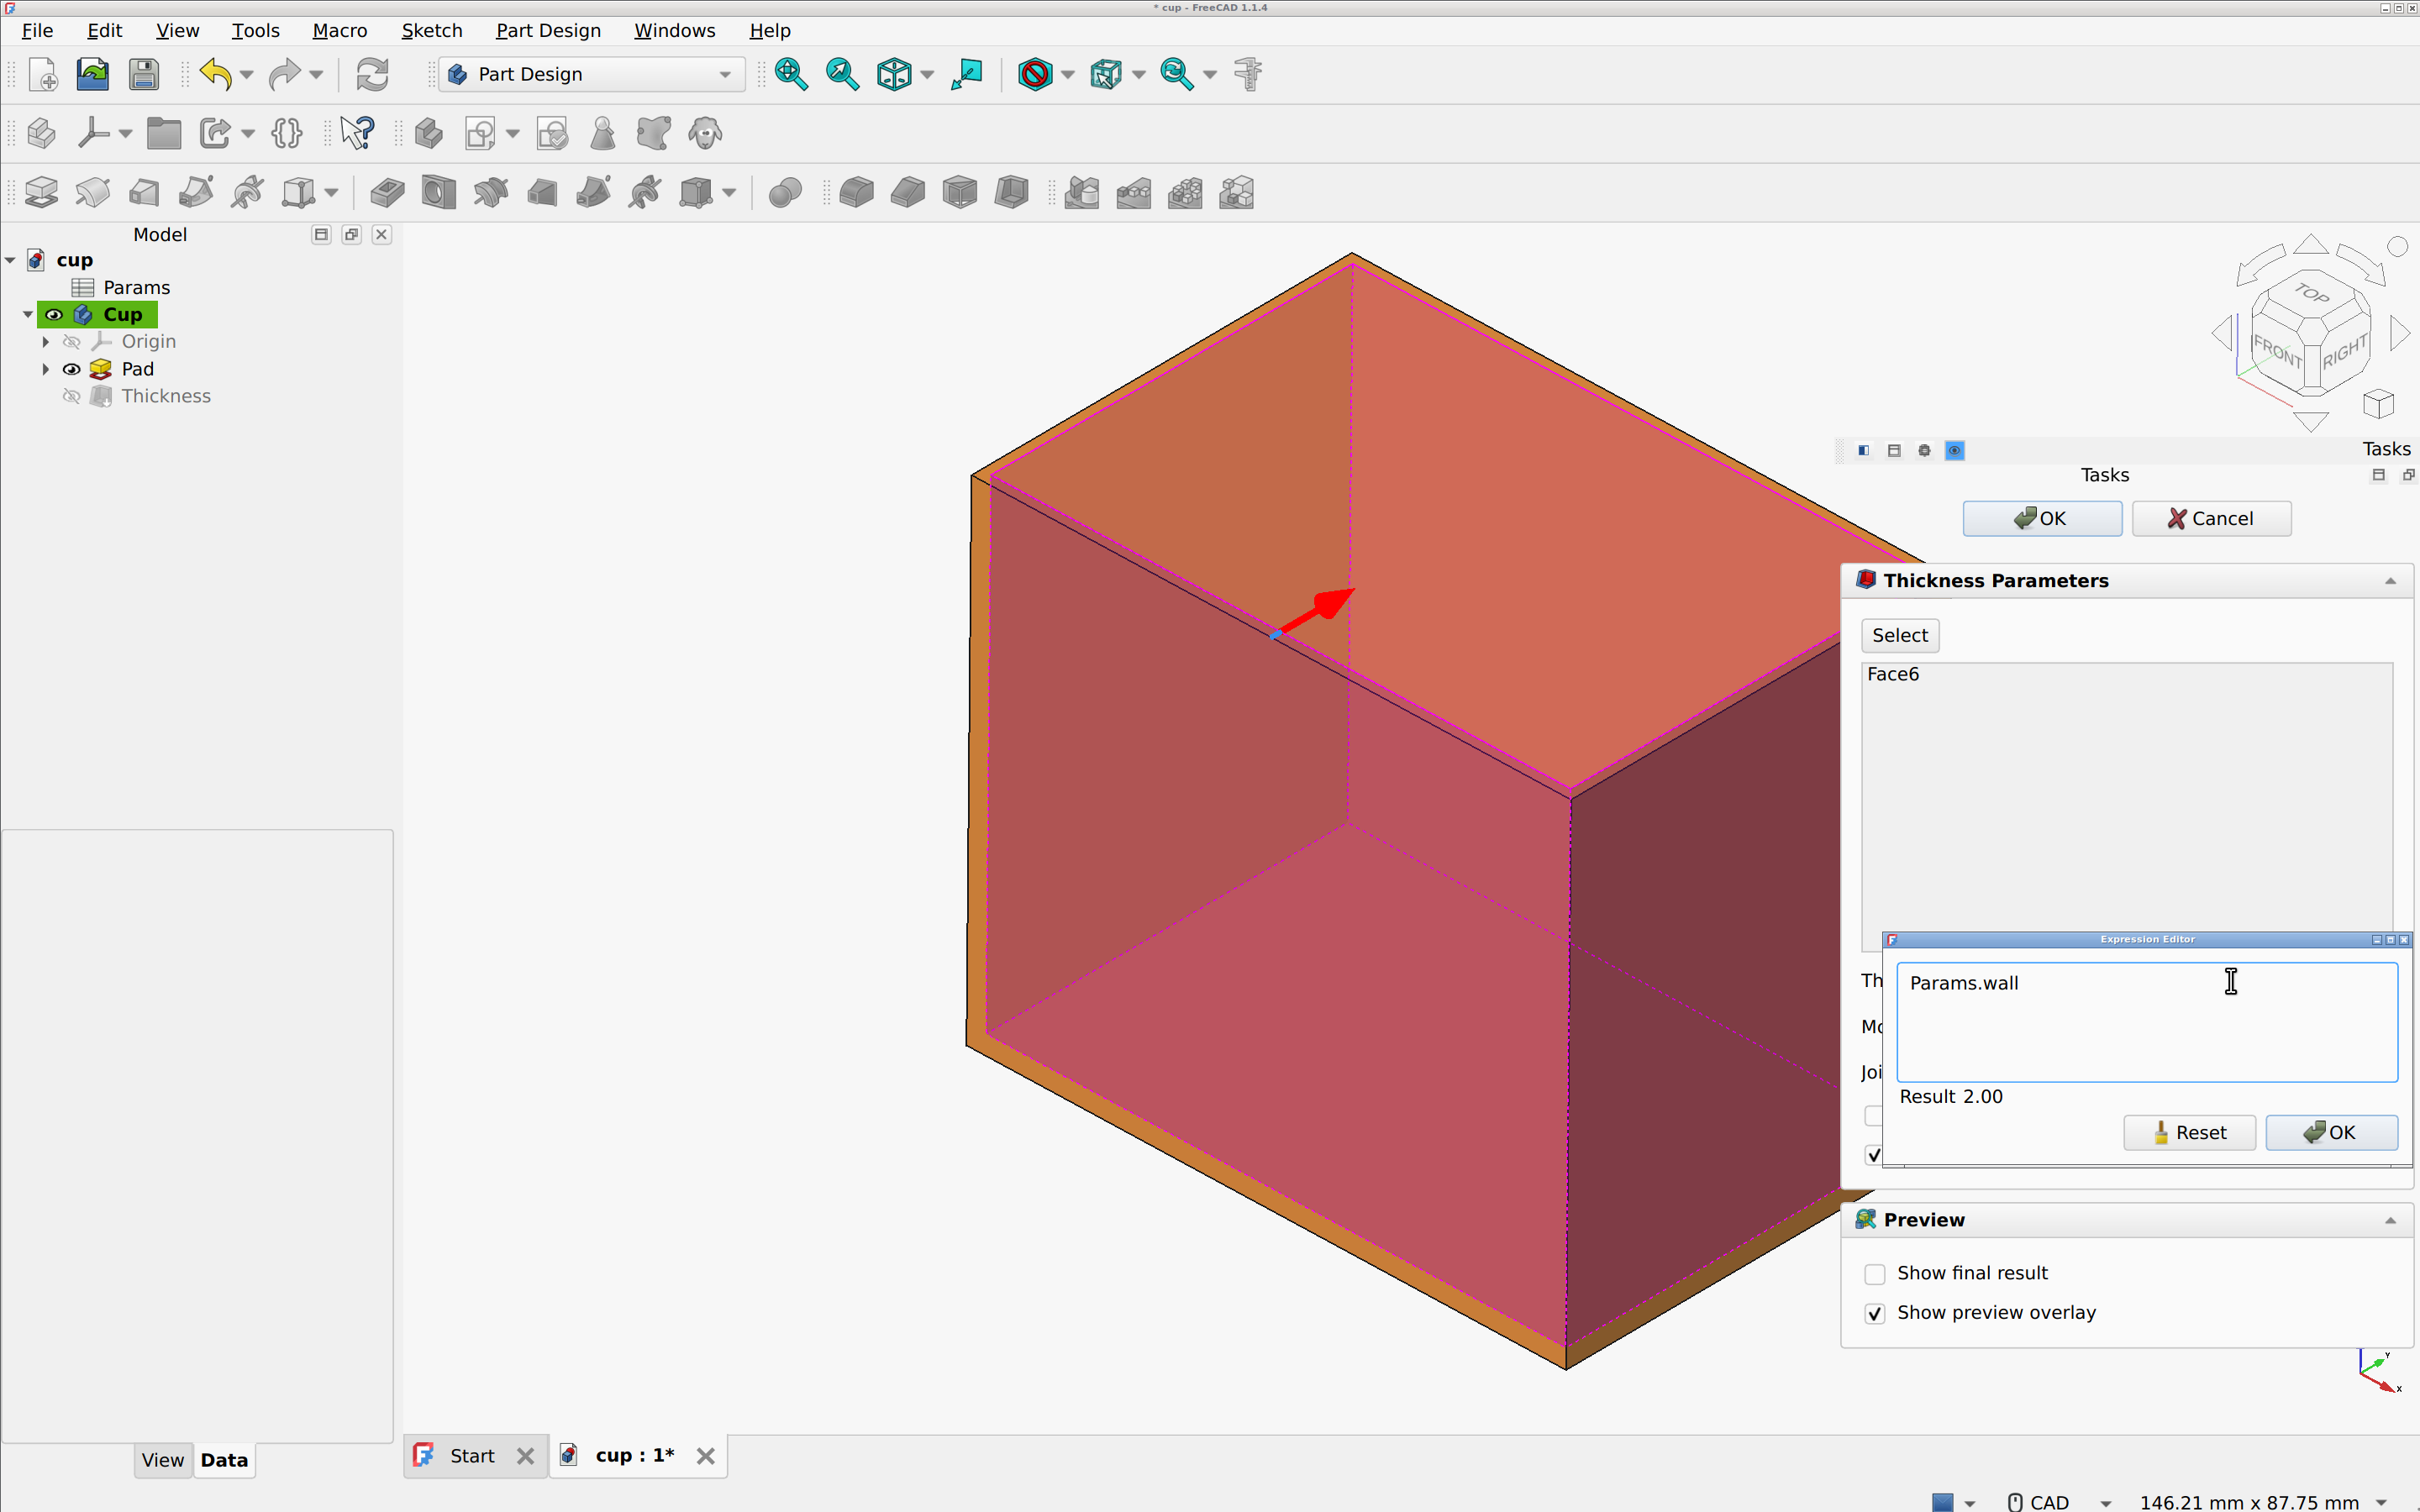 * cup - FreeCAD 1.1.4
File Edit View Tools Macro Sketch Part Design Windows Help
Part Design
Model
cup
Params
Cup
Origin
Pad
Thickness
TOP
FRONT
RIGHT
Tasks
Tasks
OK Cancel
Thickness Parameters
Select
Face6
Expression Editor
Th
Params.wall
Mo
Joi
Result 2.00
Reset OK
Preview
Show final result
Show preview overlay
Y
X
View Data
Start
cup : 1*
CAD
146.21 mm x 87.75 mm